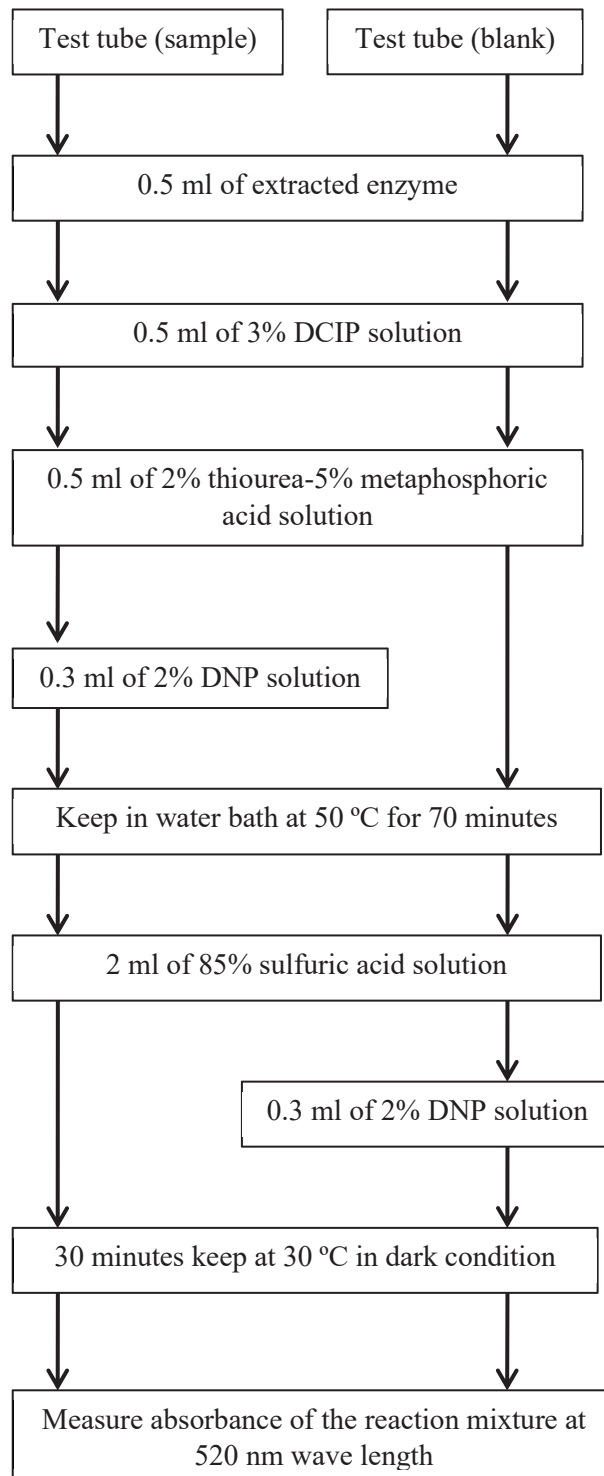 Test tube (sample)
Test tube (blank)
0.5 ml of extracted enzyme
0.5 ml of 3% DCIP solution
0.5 ml of 2% thiourea-5% metaphosphoric
acid solution
0.3 ml of 2% DNP solution
Keep in water bath at 50 ºC for 70 minutes
2 ml of 85% sulfuric acid solution
0.3 ml of 2% DNP solution
30 minutes keep at 30 ºC in dark condition
Measure absorbance of the reaction mixture at
520 nm wave length